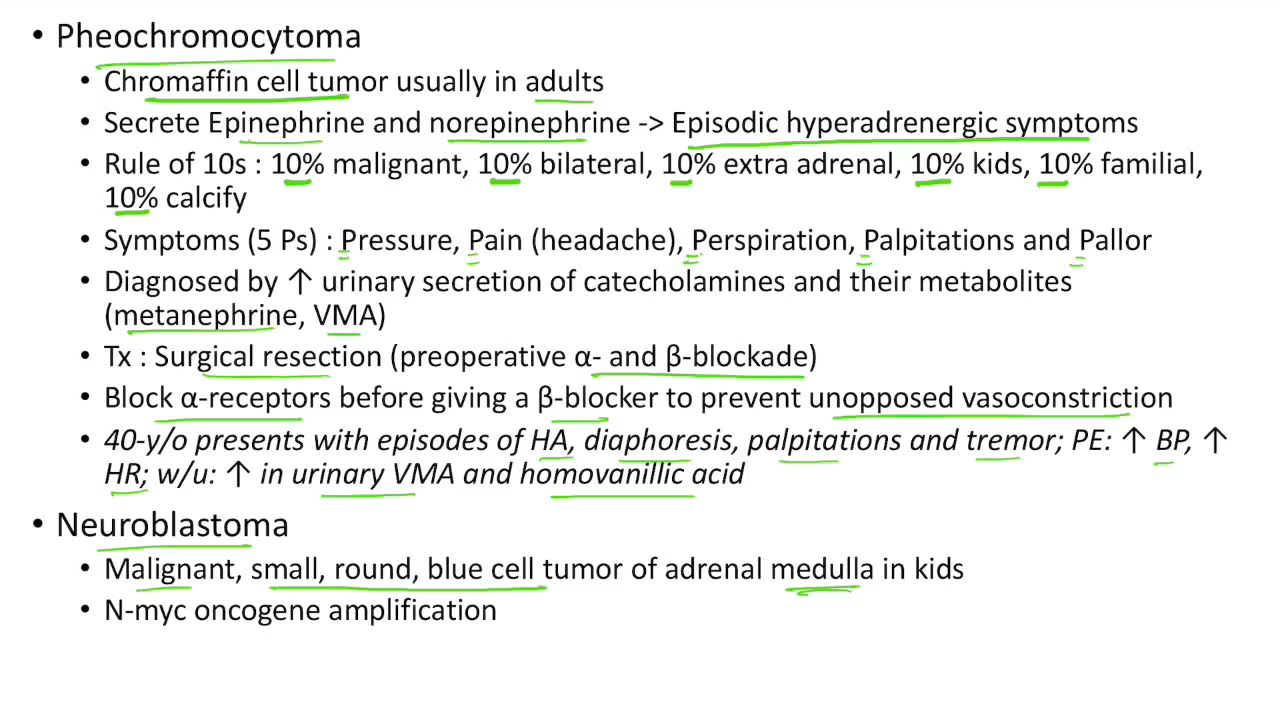 • Pheochromocytoma
• Chromaffin cell tumor usually in adults
• Secrete Epinephrine and norepinephrine -> Episodic hyperadrenergic symptoms
• Rule of 10s : 10% malignant, 10% bilateral, 10% extra adrenal, 10% kids, 10% familial,
10% calcify
• Symptoms (5 Ps) : Pressure, Pain (headache), Perspiration, Palpitations and Pallor
• Diagnosed by ↑ urinary secretion of catecholamines and their metabolites
(metanephrine, VMA)
• Tx : Surgical resection (preoperative α- and β-blockade)
• Block α-receptors before giving a β-blocker to prevent unopposed vasoconstriction
• 40-y/o presents with episodes of HA, diaphoresis, palpitations and tremor; PE: ↑ BP, ↑
HR; w/u: ↑ in urinary VMA and homovanillic acid
• Neuroblastoma
• Malignant, small, round, blue cell tumor of adrenal medulla in kids
• N-myc oncogene amplification